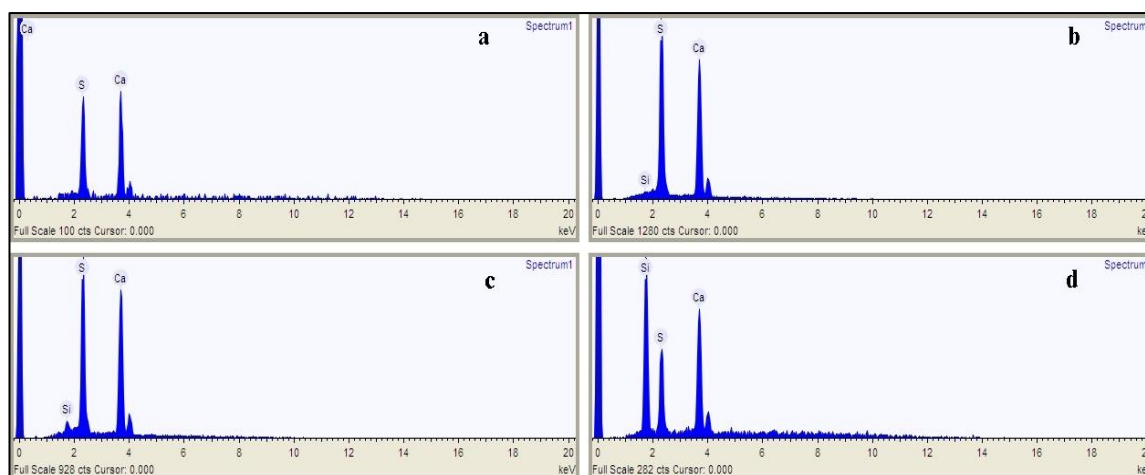 Spectrum1
a
Ca
S
Ca
0 2 4 6 8 10 12 14 16 18 20
Full Scale 100 cts Cursor: 0.000
keV
Spectrum1
b
S
Ca
Si
0 2 4 6 8 10 12 14 16 18
Full Scale 1280 cts Cursor: 0.000
Spectrum1
c
S
Ca
Si
0 2 4 6 8 10 12 14 16 18 20
Full Scale 928 cts Cursor: 0.000
keV
Spectrum
d
Si
Ca
S
0 2 4 6 8 10 12 14 16 18
Full Scale 282 cts Cursor: 0.000